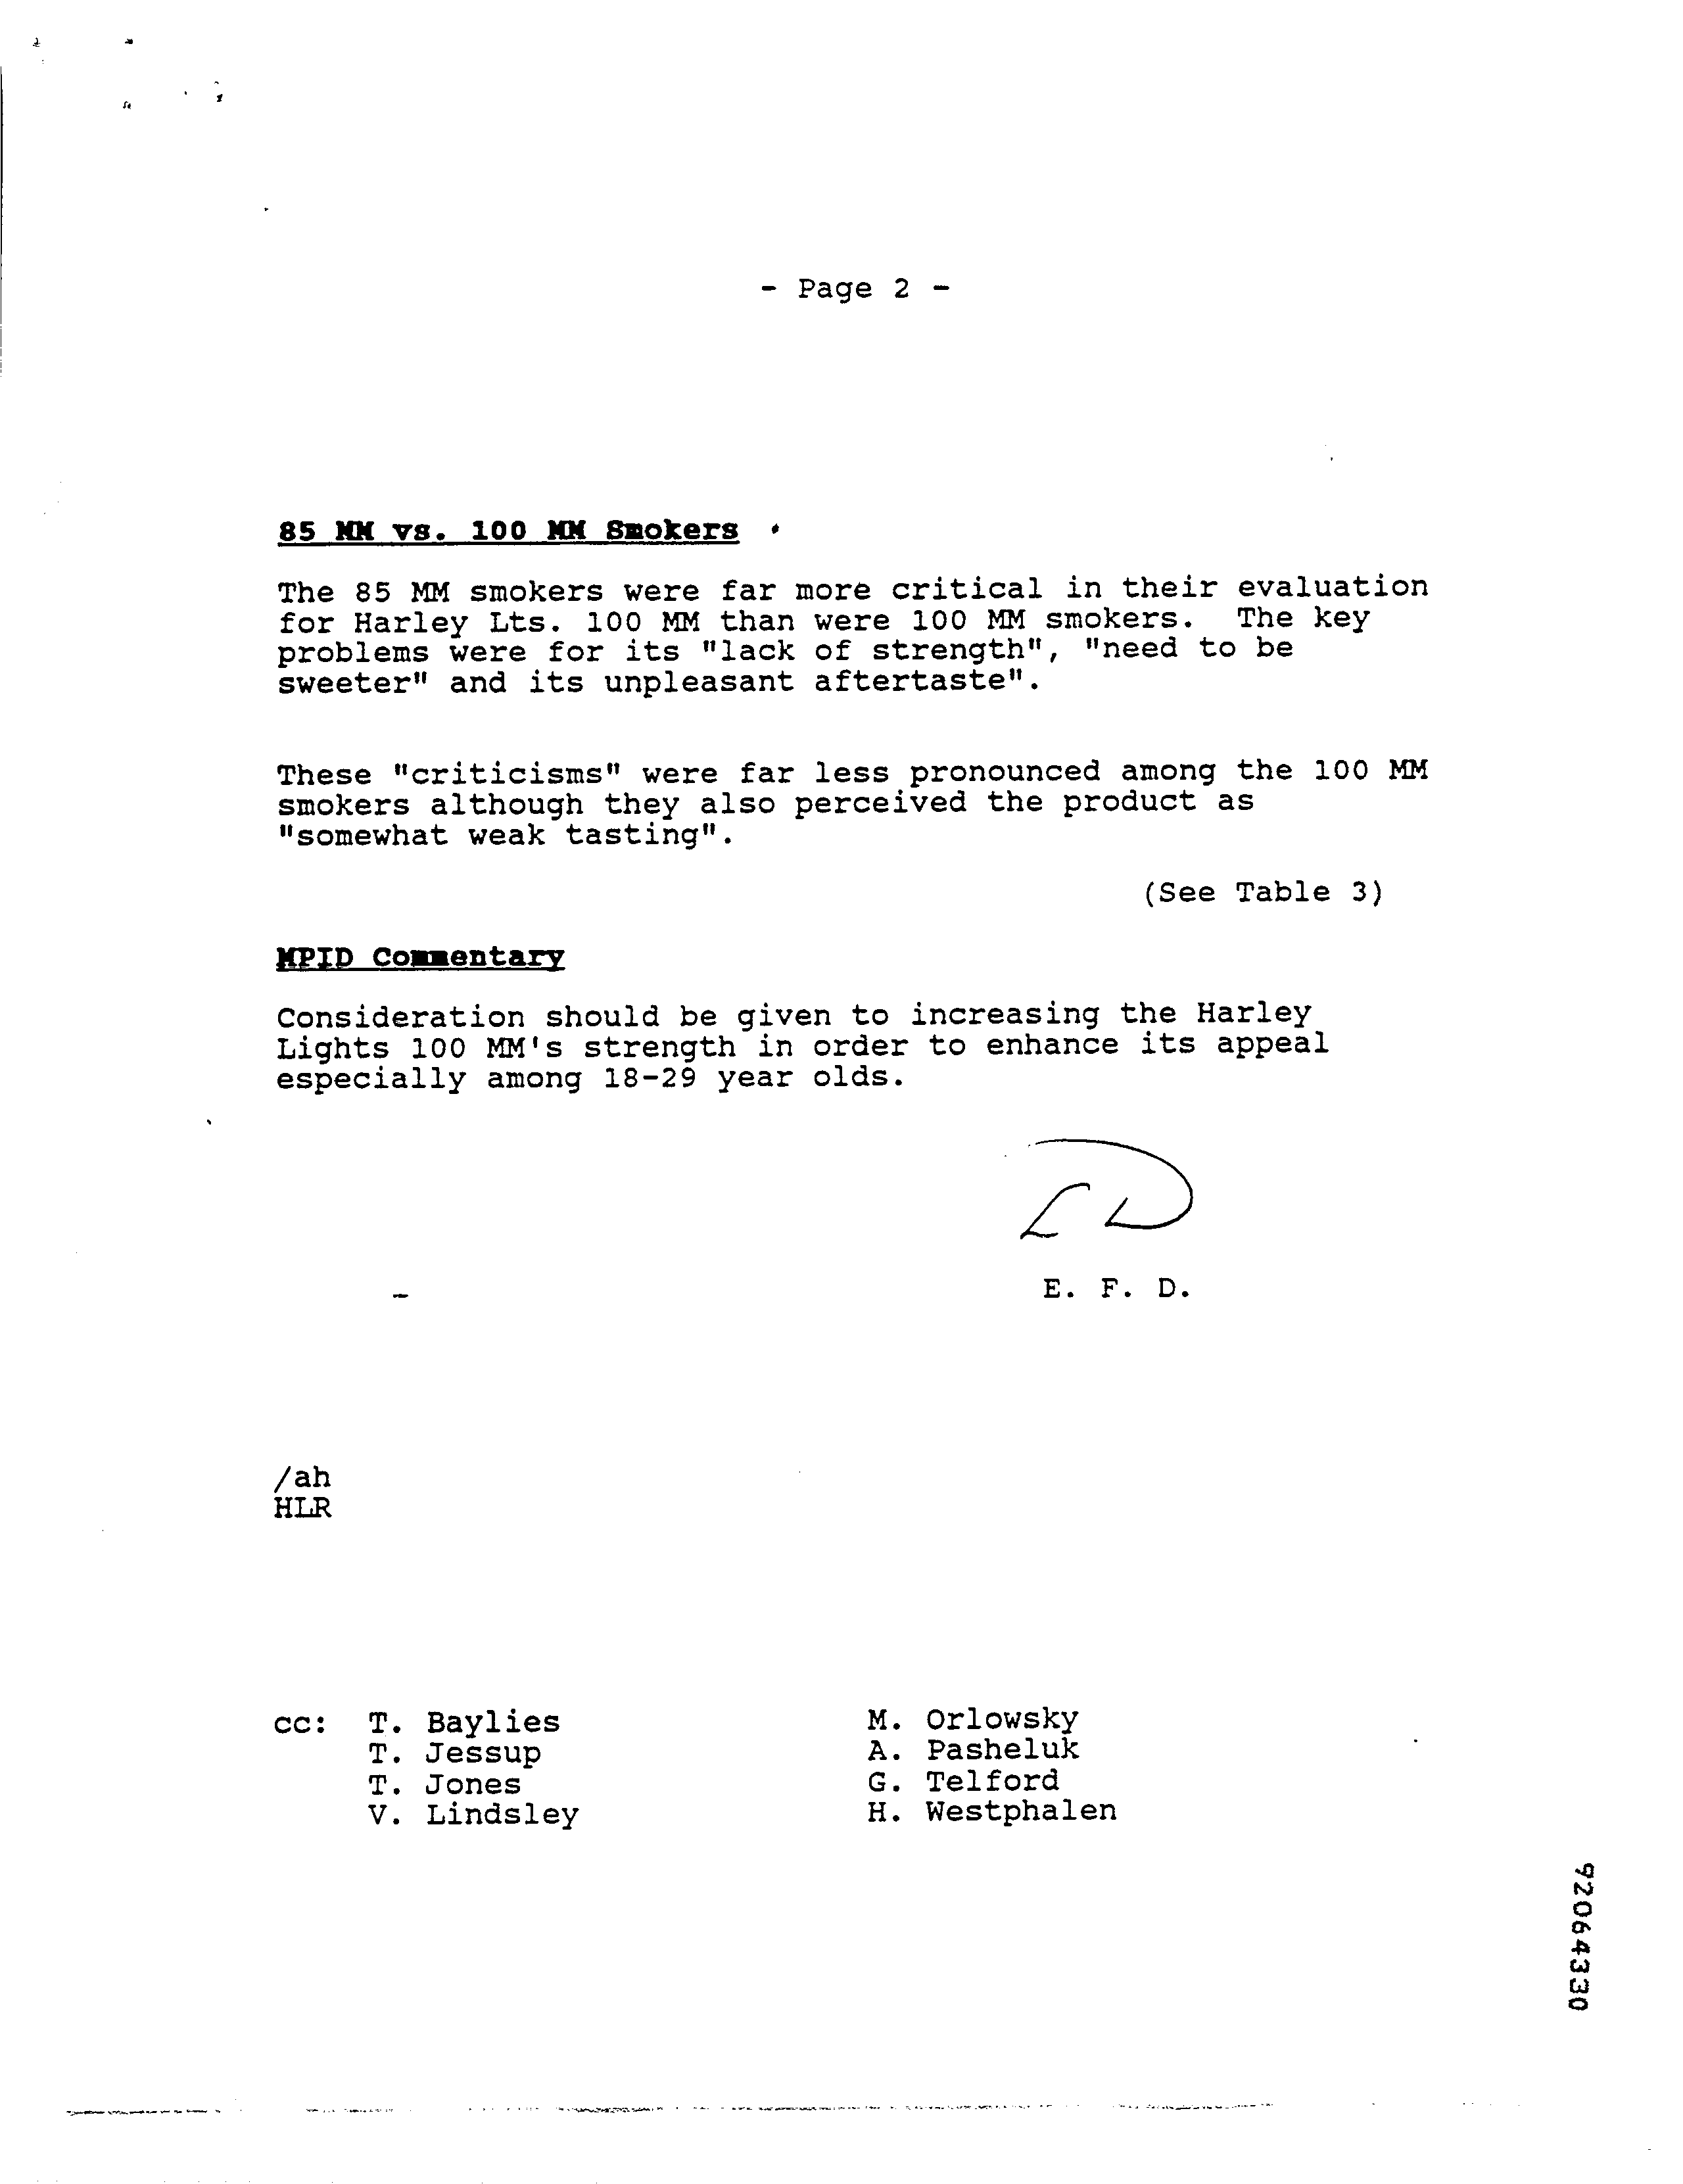 - Page 2 -
85 MM vs. 100 MM Smokers
The 85 MM smokers were far more critical in their evaluation
for Harley Lts. 100 MM than were 100 MM smokers. The key
problems were for its "lack of strength", "need to be
sweeter" and its unpleasant aftertaste".
These "criticisms" were far less pronounced among the 100 MM
smokers although they also perceived the product as
"somewhat weak tasting".
(See Table 3)
MPID Commentary
Consideration should be given to increasing the Harley
Lights 100 MM's strength in order to enhance its appeal
especially among 18-29 year olds.
E. F. D.
/ah
HLR
cc: T. Baylies M. Orlowsky
T. Jessup A. Pasheluk
T. Jones G. Telford
V. Lindsley H. Westphalen
92064330